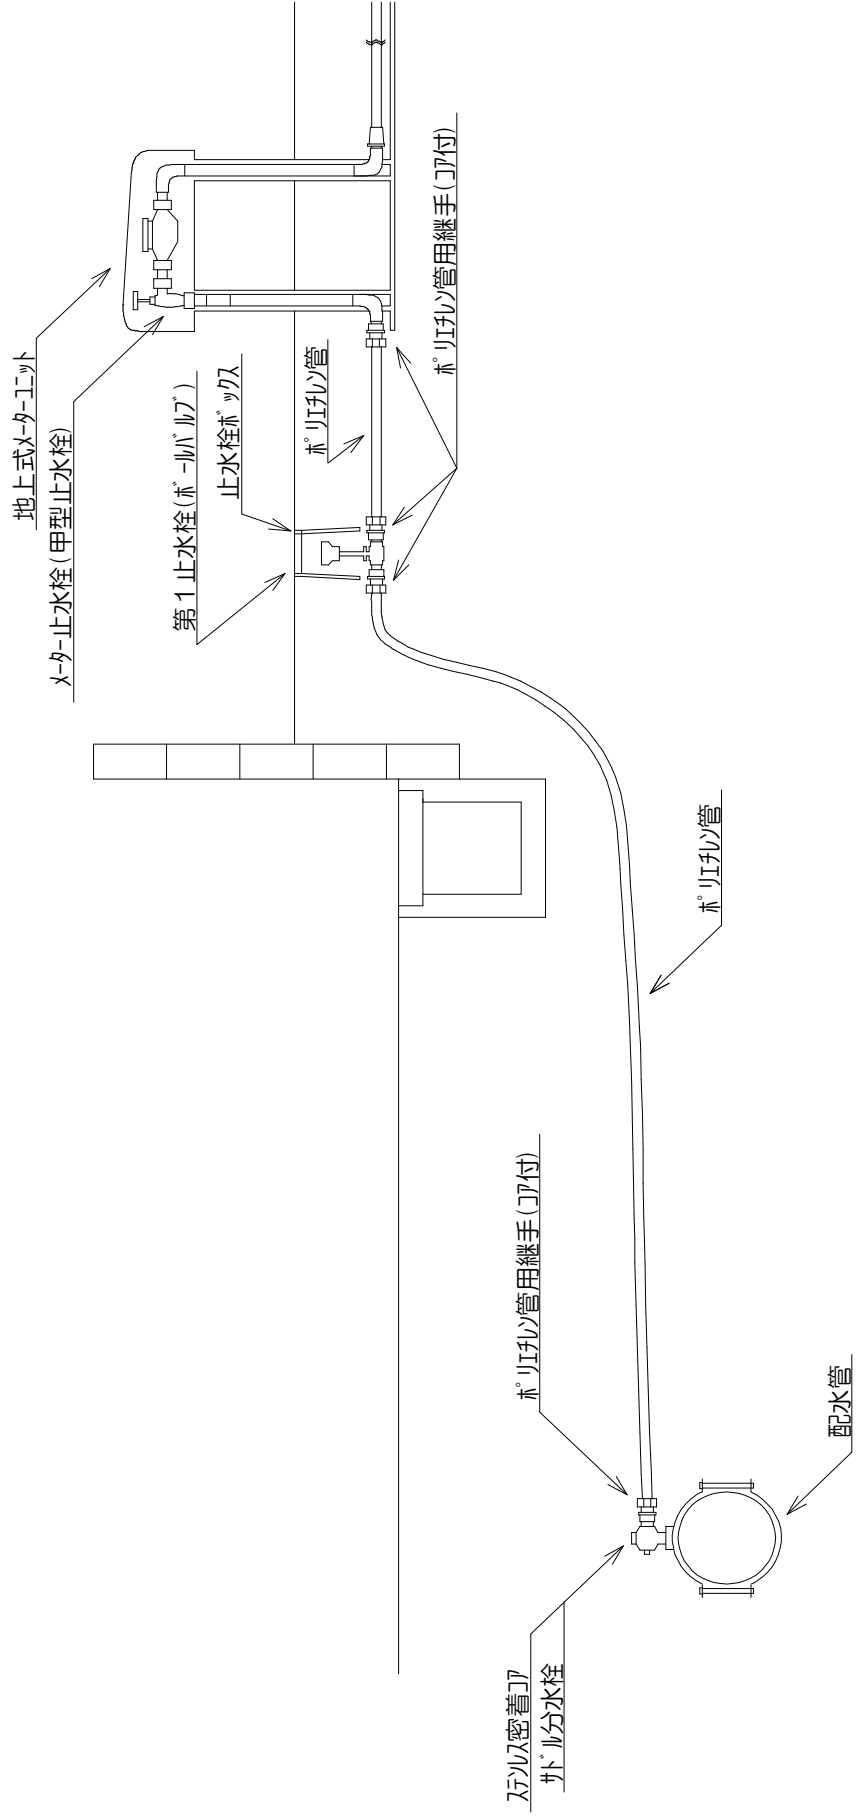 地上式ﾒｰﾀｰﾕﾆｯﾄ
ﾒｰﾀｰ止水栓(甲型止水栓)
第1止水栓(ﾎﾞｰﾙﾊﾞﾙﾌﾞ)
止水栓ﾎﾞｯｸｽ
ﾎﾟﾘｴﾁﾚﾝ管
ﾎﾟﾘｴﾁﾚﾝ管用継手(ｺｱ付)
ﾎﾟﾘｴﾁﾚﾝ管
ﾎﾟﾘｴﾁﾚﾝ管用継手(ｺｱ付)
配水管
ｽﾃﾝﾚｽ密着ｺｱ
ｻﾄﾞﾙ分水栓